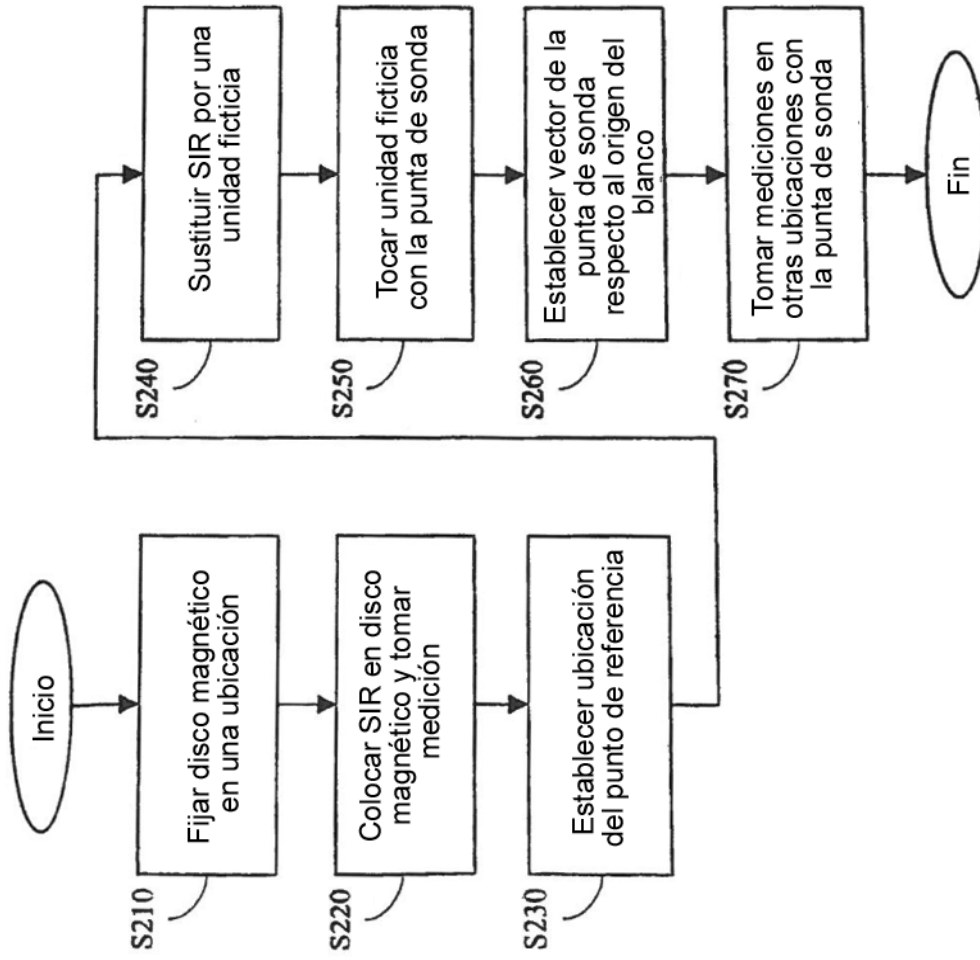 Inicio
S210
Fijar disco magnético
en una ubicación
S220
Colocar SIR en disco
magnético y tomar
medición
S230
Establecer ubicación
del punto de referencia
S240
Sustituir SIR por una
unidad ficticia
S250
Tocar unidad ficticia
con la punta de sonda
S260
Establecer vector de la
punta de sonda
respecto al origen del
blanco
S270
Tomar mediciones en
otras ubicaciones con
la punta de sonda
Fin